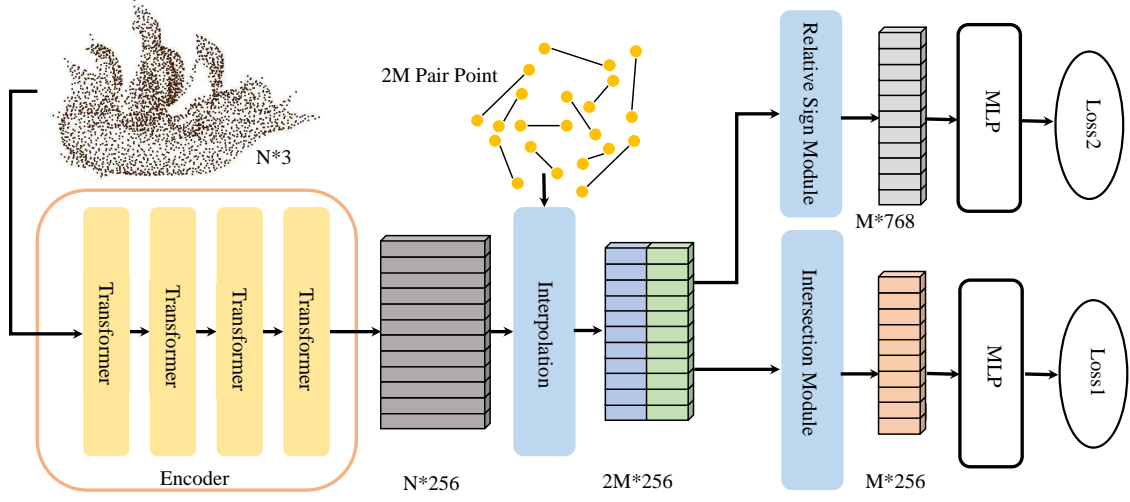 2M Pair Point
N*3
Transformer
Transformer
Transformer
Transformer
Encoder
N*256
Interpolation
2M*256
Relative Sign Module
M*768
MLP
Loss2
Intersection Module
M*256
MLP
Loss1